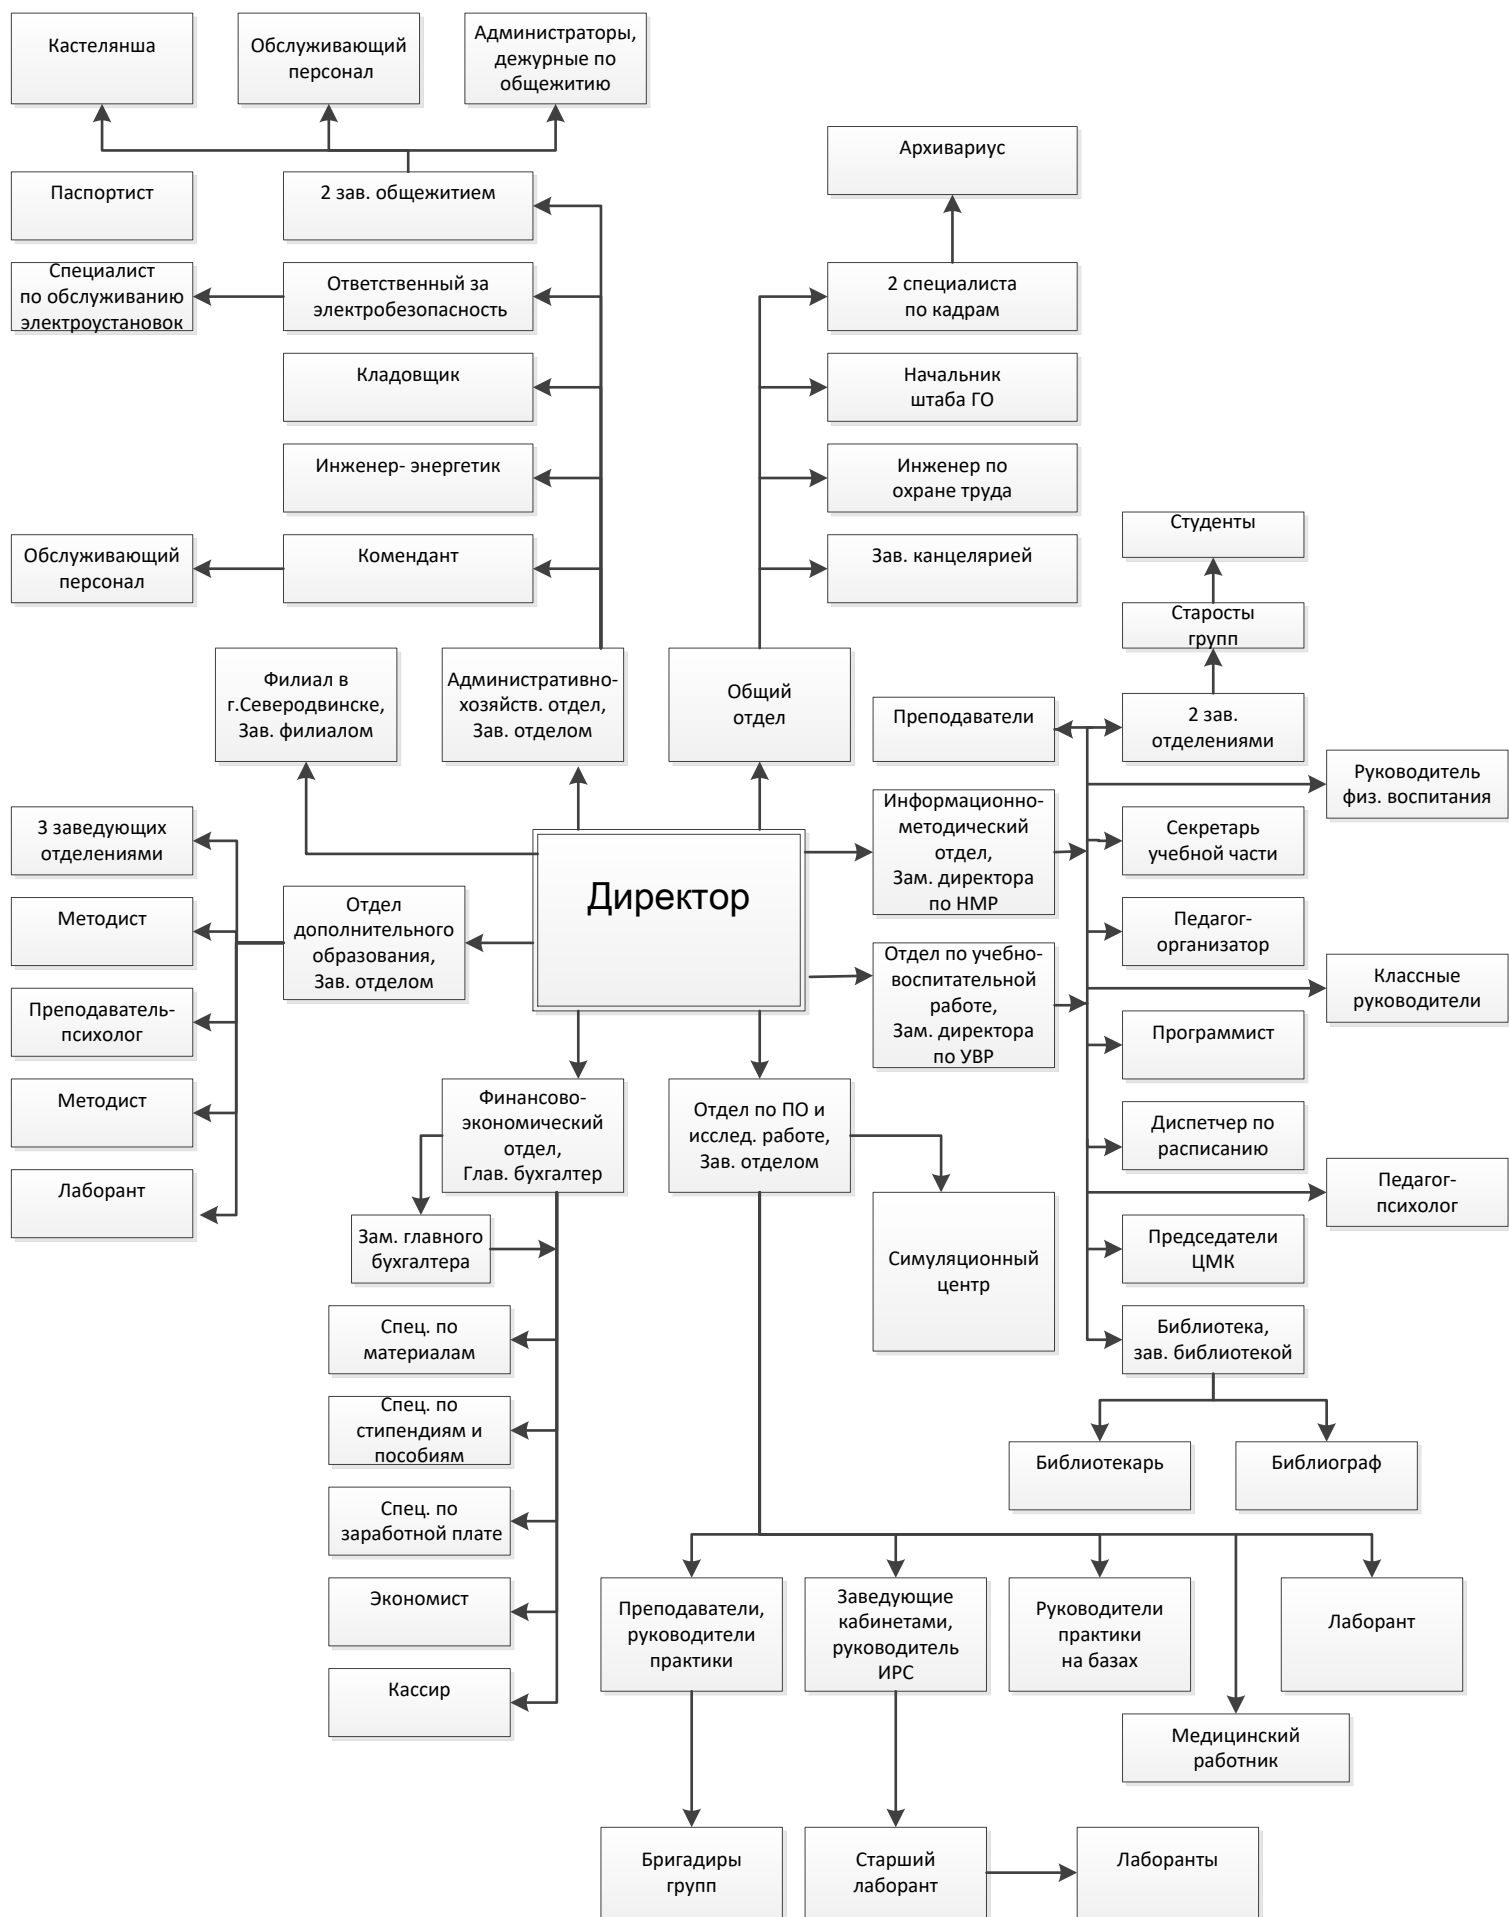 Кастелянша
Обслуживающий
персонал
Администраторы,
дежурные по
общежитию
Архивариус
Паспортист
2 зав. общежитием
Специалист
по обслуживанию
электроустановок
Ответственный за
электробезопасность
2 специалиста
по кадрам
Кладовщик
Начальник
штаба ГО
Инженер- энергетик
Инженер по
охране труда
Студенты
Обслуживающий
персонал
Комендант
Зав. канцелярией
Старосты
групп
Филиал в
г.Северодвинске,
Зав. филиалом
Административно-
хозяйств. отдел,
Зав. отделом
Общий
отдел
Преподаватели
2 зав.
отделениями
Руководитель
физ. воспитания
3 заведующих
отделениями
Директор
Информационно-
методический
отдел,
Зам. директора
по НМР
Секретарь
учебной части
Методист
Отдел
дополнительного
образования,
Зав. отделом
Педагог-
организатор
Отдел по учебно-
воспитательной
работе,
Зам. директора
по УВР
Классные
руководители
Преподаватель-
психолог
Программист
Методист
Финансово-
экономический
отдел,
Глав. бухгалтер
Отдел по ПО и
исслед. работе,
Зав. отделом
Диспетчер по
расписанию
Лаборант
Педагог-
психолог
Зам. главного
бухгалтера
Симуляционный
центр
Председатели
ЦМК
Спец. по
материалам
Библиотека,
зав. библиотекой
Спец. по
стипендиям и
пособиям
Библиотекарь
Библиограф
Спец. по
заработной плате
Экономист
Преподаватели,
руководители
практики
Заведующие
кабинетами,
руководитель
ИРС
Руководители
практики
на базах
Лаборант
Кассир
Медицинский
работник
Бригадиры
групп
Старший
лаборант
Лаборанты